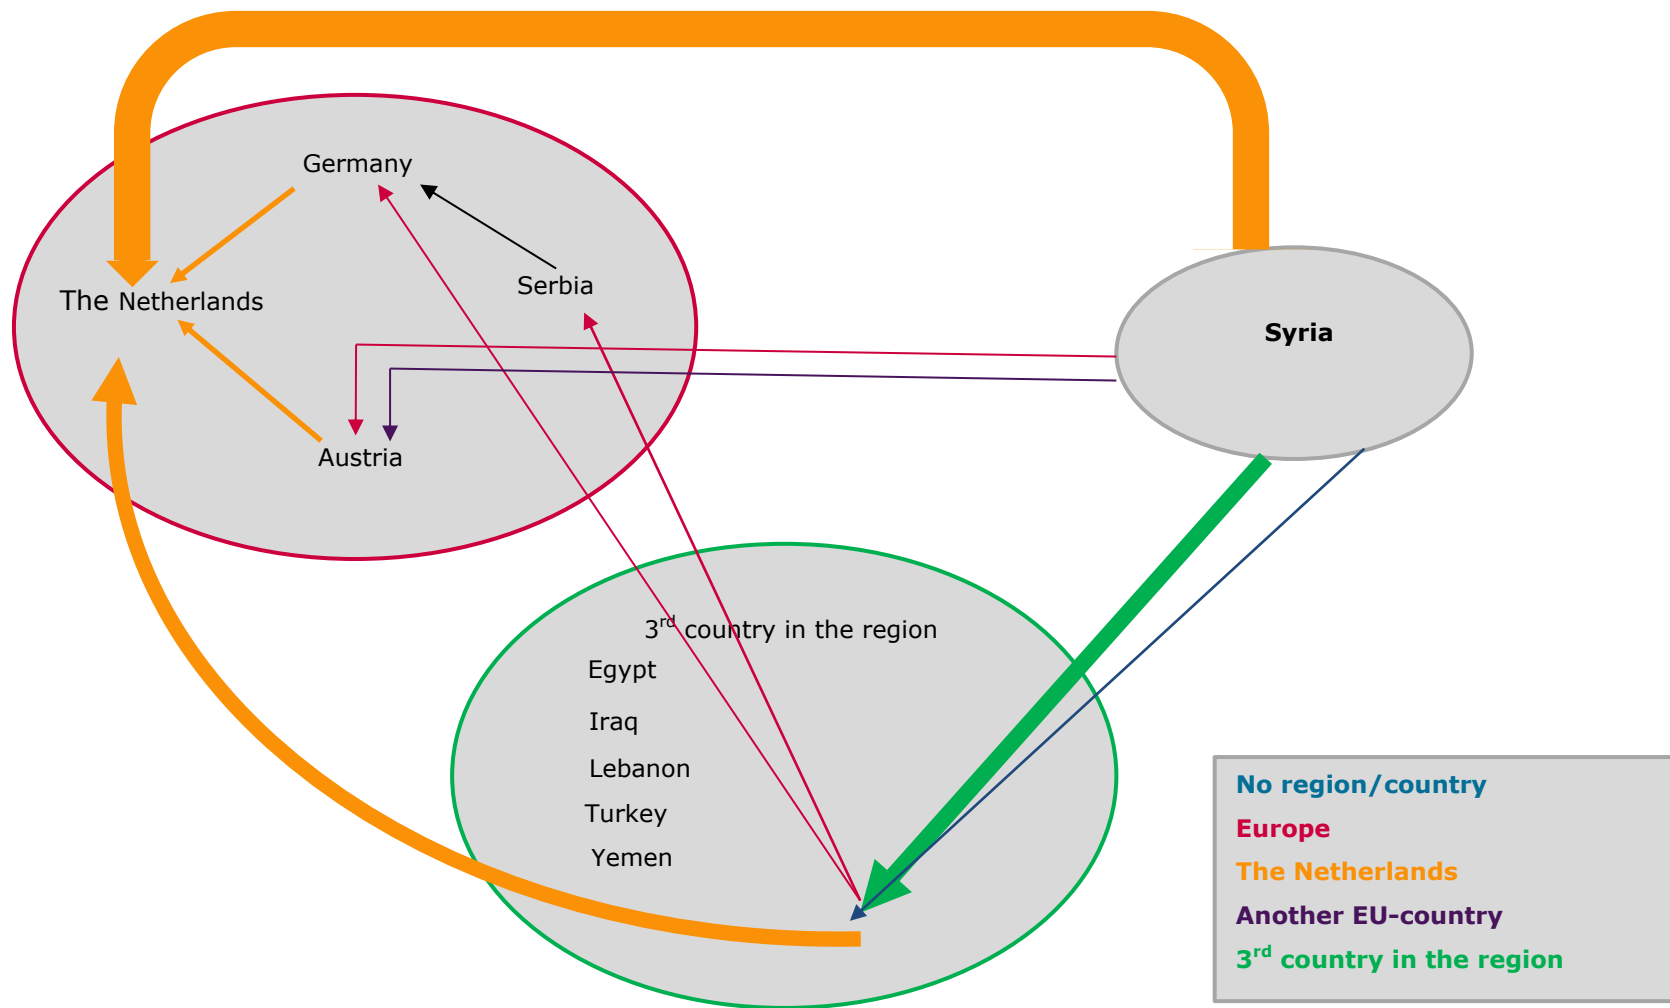 Germany
Serbia
The Netherlands
Syria
Austria
3rd country in the region
Egypt
Iraq
Lebanon
Turkey
Yemen
No region/country
Europe
The Netherlands
Another EU-country
3rd country in the region